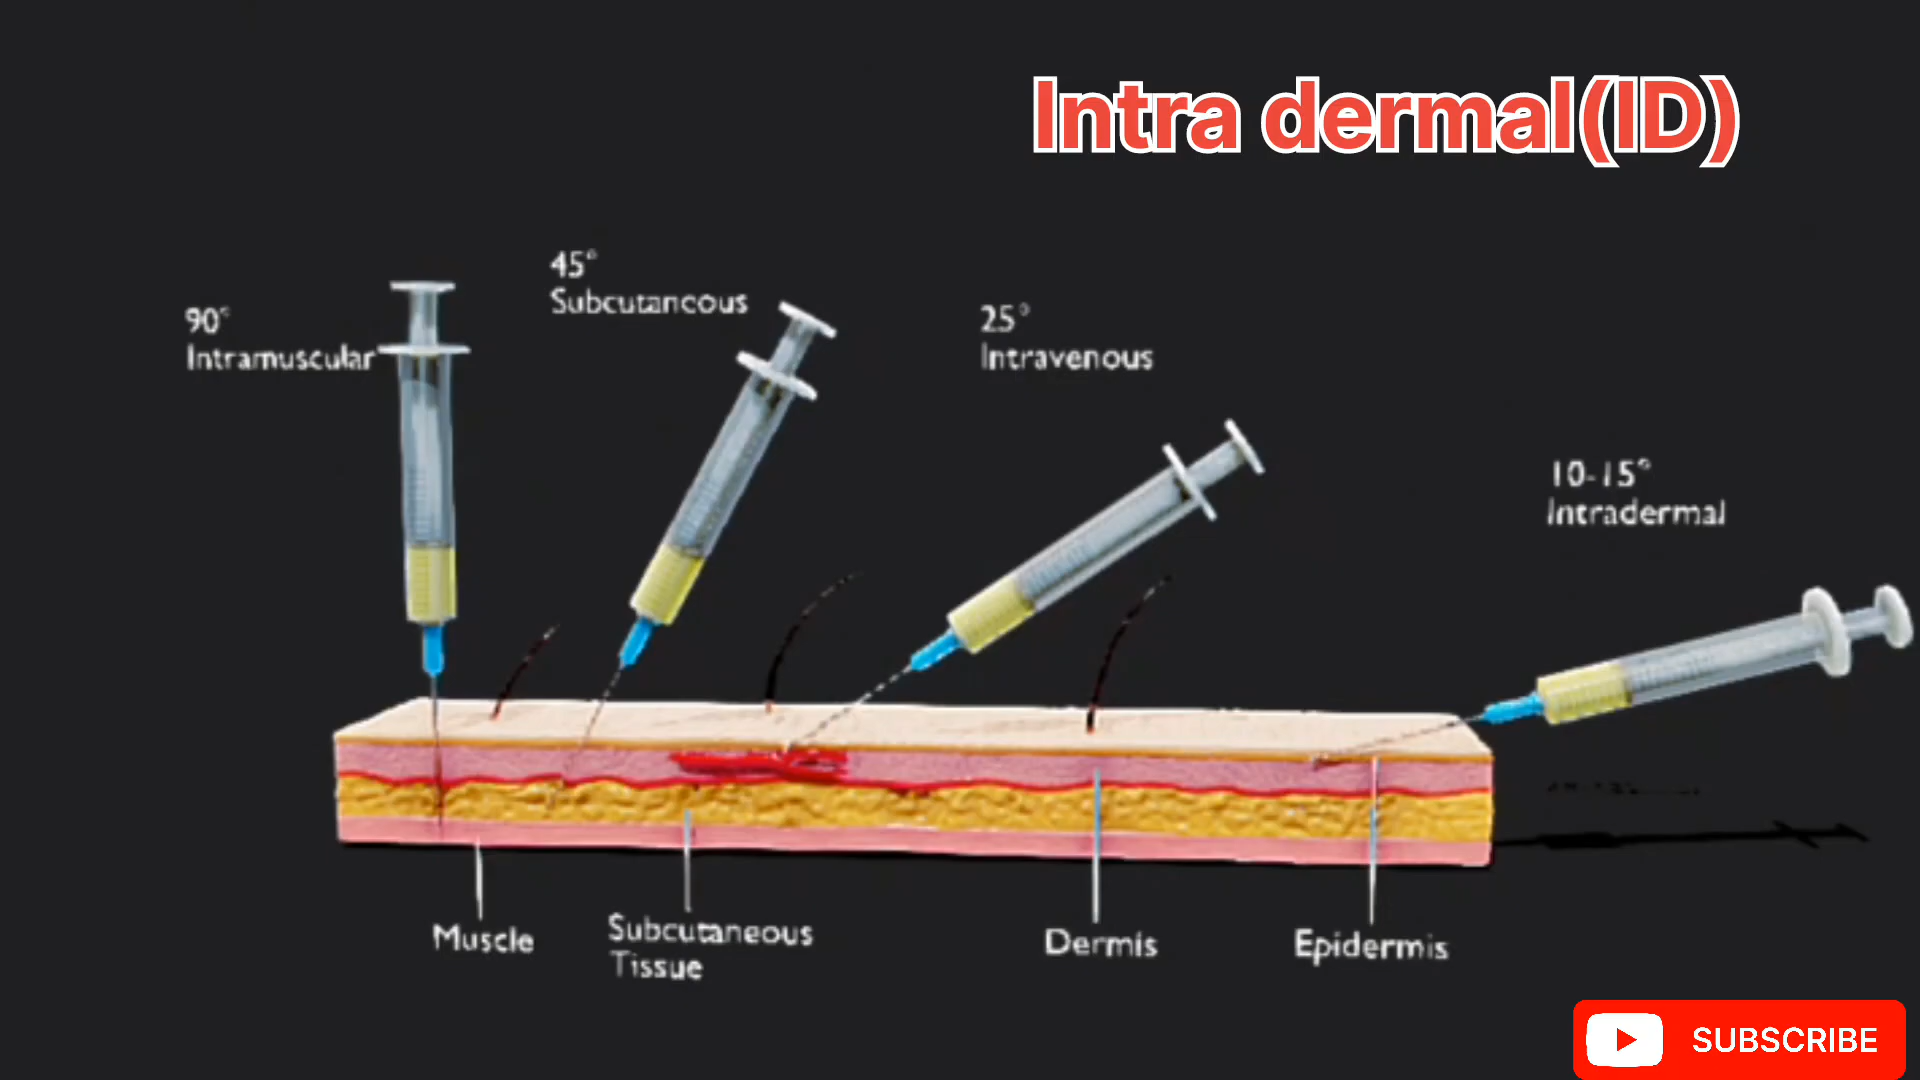 Intra dermal(ID)
45°
Subcutaneous
90°
Intramuscular
25°
Intravenous
10-15°
Intradermal
Muscle
Subcutaneous
Tissue
Dermis
Epidermis
SUBSCRIBE